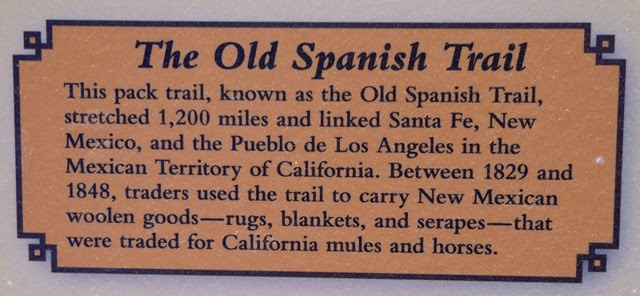 The Old Spanish Trail
This pack trail, known as the Old Spanish Trail,
stretched 1,200 miles and linked Santa Fe, New
Mexico, and the Pueblo de Los Angeles in the
Mexican Territory of California. Between 1829 and
1848, traders used the trail to carry New Mexican
woolen goods—rugs, blankets, and serapes—that
were traded for California mules and horses.